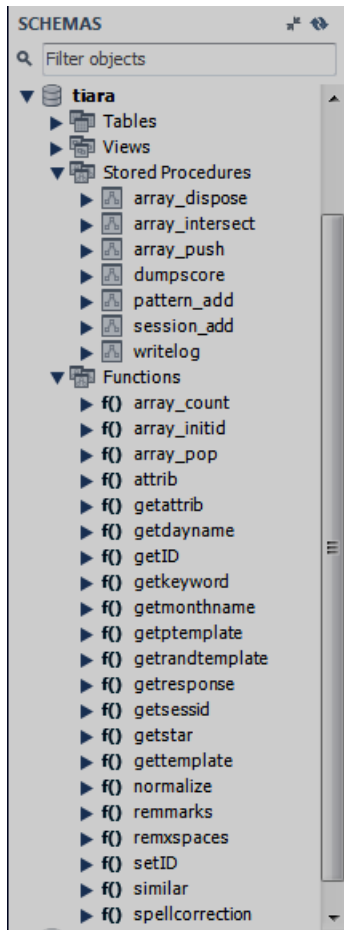 SCHEMAS
Filter objects
tiara
Tables
Views
Stored Procedures
array_dispose
array_intersect
array_push
dumpscore
pattern_add
session_add
writelog
Functions
f() array_count
f() array_initid
f() array_pop
f() attrib
f() getattrib
f() getdayname
f() getID
f() getkeyword
f() getmonthname
f() getptemplate
f() getrandtemplate
f() getresponse
f() getsessid
f() getstar
f() gettemplate
f() normalize
f() remmarks
f() remxspaces
f() setID
f() similar
f() spellcorrection